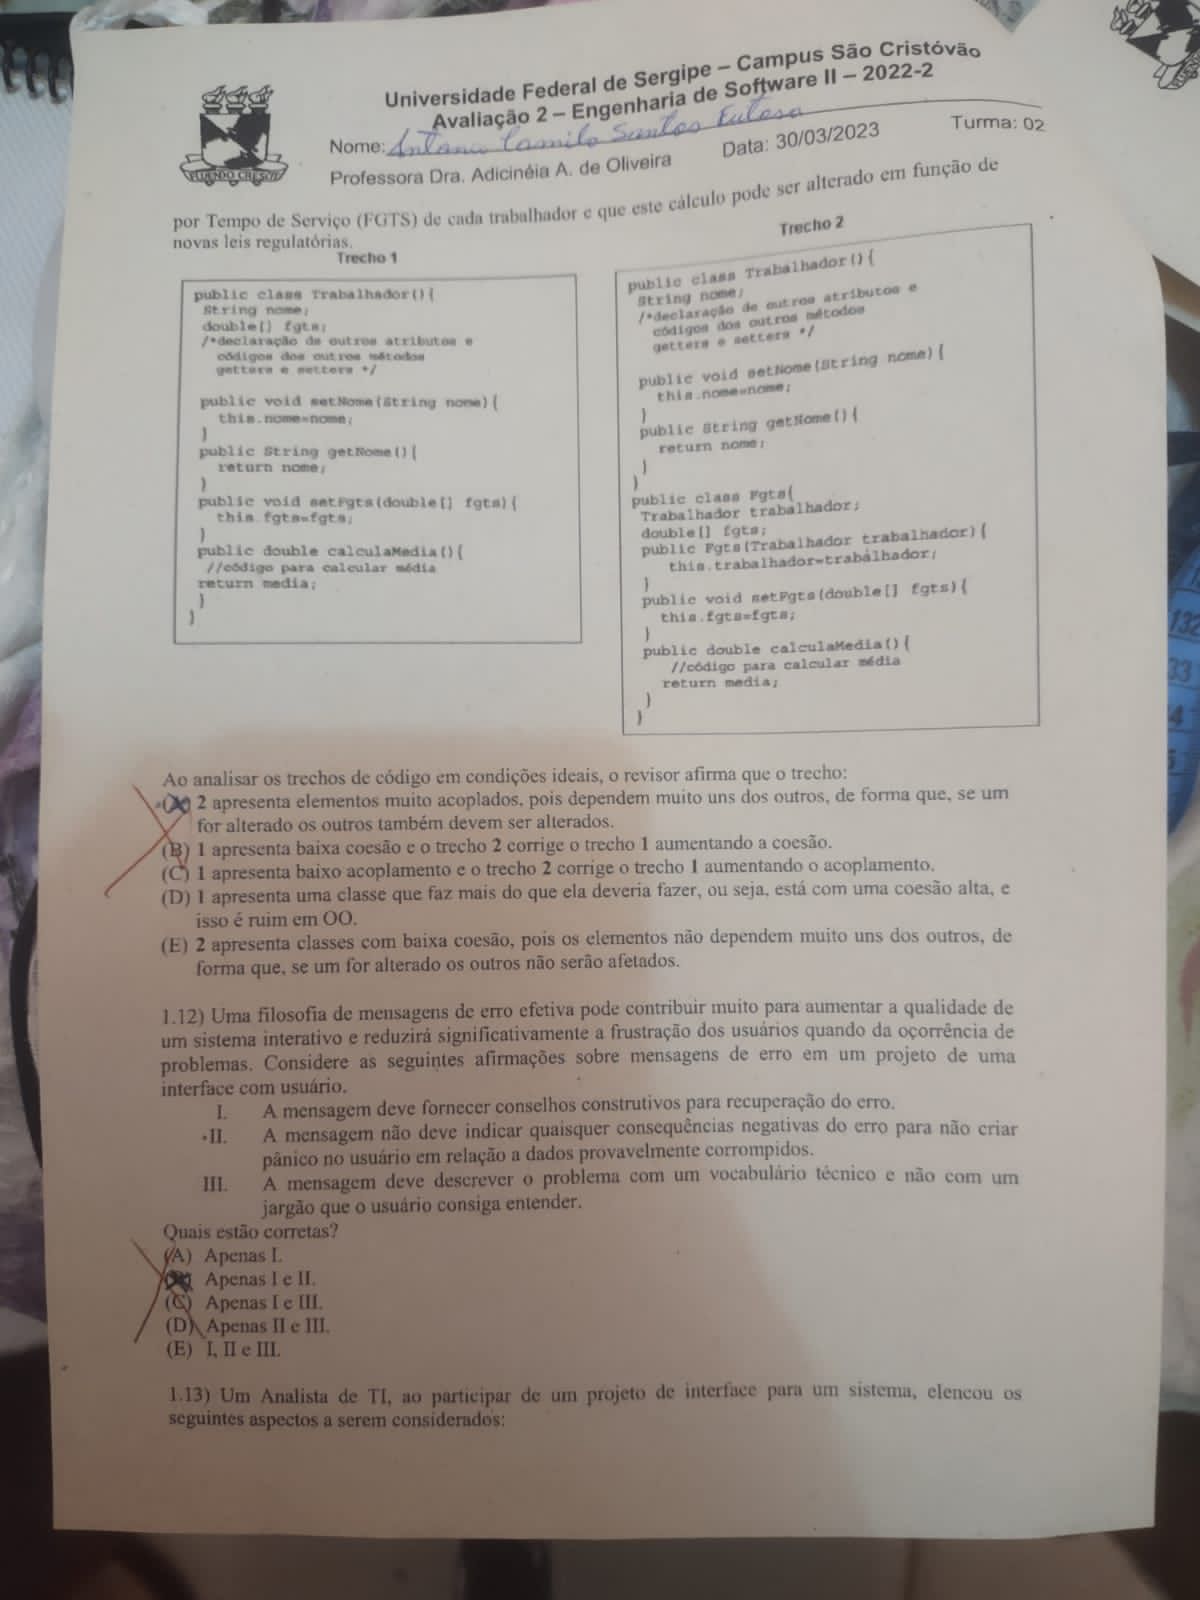 Universidade Federal de Sergipe – Campus São Cristóvão
Avaliação 2 – Engenharia de Software II – 2022-2
Nome: Camilo Santos
Data: 30/03/2023
Turma: 02
Professora Dra. Adicinéia A. de Oliveira
por Tempo de Serviço (FGTS) de cada trabalhador e que este cálculo pode ser alterado em função de
novas leis regulatórias.
Trecho 1
public class Trabalhador(){
String nome;
double[] fgts;
/*declaração de outros atributos e
códigos dos outros métodos
getters e setters */
public void setNome(String nome){
this.nome=nome;
}
public String getNome(){
return nome;
}
public void setFgts(double[] fgts){
this.fgts=fgts;
}
public double calculaMedia(){
//código para calcular média
return media;
}
}
Trecho 2
public class Trabalhador(){
String nome;
/*declaração de outros atributos e
códigos dos outros métodos
getters e setters */
public void setNome(String nome){
this.nome=nome;
}
public String getNome(){
return nome;
}
}
public class Fgts{
Trabalhador trabalhador;
double[] fgts;
public Fgts(Trabalhador trabalhador){
this.trabalhador=trabalhador;
}
public void setFgts(double[] fgts){
this.fgts=fgts;
}
public double calculaMedia(){
//código para calcular média
return media;
}
}
Ao analisar os trechos de código em condições ideais, o revisor afirma que o trecho:
(A) 2 apresenta elementos muito acoplados, pois dependem muito uns dos outros, de forma que, se um
for alterado os outros também devem ser alterados.
(B) 1 apresenta baixa coesão e o trecho 2 corrige o trecho 1 aumentando a coesão.
(C) 1 apresenta baixo acoplamento e o trecho 2 corrige o trecho 1 aumentando o acoplamento.
(D) 1 apresenta uma classe que faz mais do que ela deveria fazer, ou seja, está com uma coesão alta, e
isso é ruim em OO.
(E) 2 apresenta classes com baixa coesão, pois os elementos não dependem muito uns dos outros, de
forma que, se um for alterado os outros não serão afetados.
1.12) Uma filosofia de mensagens de erro efetiva pode contribuir muito para aumentar a qualidade de
um sistema interativo e reduzirá significativamente a frustração dos usuários quando da ocorrência de
problemas. Considere as seguintes afirmações sobre mensagens de erro em um projeto de uma
interface com usuário.
I. A mensagem deve fornecer conselhos construtivos para recuperação do erro.
II. A mensagem não deve indicar quaisquer consequências negativas do erro para não criar
pânico no usuário em relação a dados provavelmente corrompidos.
III. A mensagem deve descrever o problema com um vocabulário técnico e não com um
jargão que o usuário consiga entender.
Quais estão corretas?
(A) Apenas I.
(B) Apenas I e II.
(C) Apenas I e III.
(D) Apenas II e III.
(E) I, II e III.
1.13) Um Analista de TI, ao participar de um projeto de interface para um sistema, elencou os
seguintes aspectos a serem considerados: